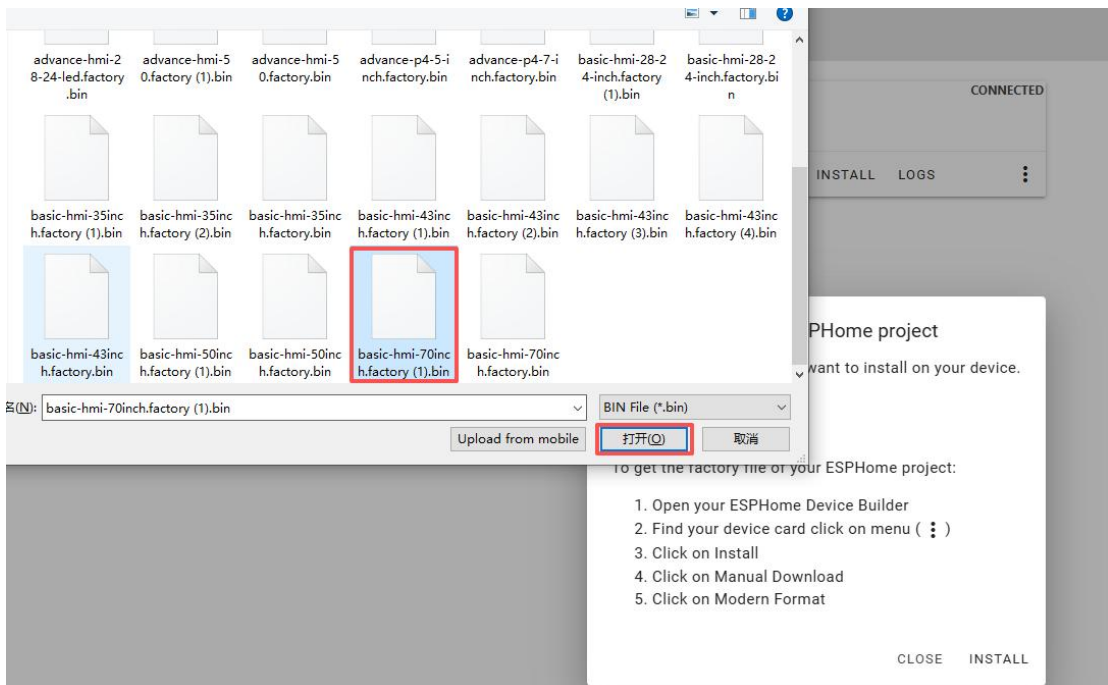 advance-hmi-2
8-24-led.factory
.bin
advance-hmi-5
0.factory (1).bin
advance-hmi-5
0.factory.bin
advance-p4-5-i
nch.factory.bin
advance-p4-7-i
nch.factory.bin
basic-hmi-28-2
4-inch.factory
(1).bin
basic-hmi-28-2
4-inch.factory.bi
n
basic-hmi-35inc
h.factory (1).bin
basic-hmi-35inc
h.factory (2).bin
basic-hmi-35inc
h.factory.bin
basic-hmi-43inc
h.factory (1).bin
basic-hmi-43inc
h.factory (2).bin
basic-hmi-43inc
h.factory (3).bin
basic-hmi-43inc
h.factory (4).bin
basic-hmi-43inc
h.factory.bin
basic-hmi-50inc
h.factory (1).bin
basic-hmi-50inc
h.factory.bin
basic-hmi-70inc
h.factory (1).bin
basic-hmi-70inc
h.factory.bin
名(N): basic-hmi-70inch.factory (1).bin
BIN File (*.bin)
Upload from mobile
打开(O)
取消
CONNECTED
INSTALL LOGS
PHome project
want to install on your device.
To get the factory file of your ESPHome project:
1. Open your ESPHome Device Builder
2. Find your device card click on menu ( ⋮ )
3. Click on Install
4. Click on Manual Download
5. Click on Modern Format
CLOSE INSTALL